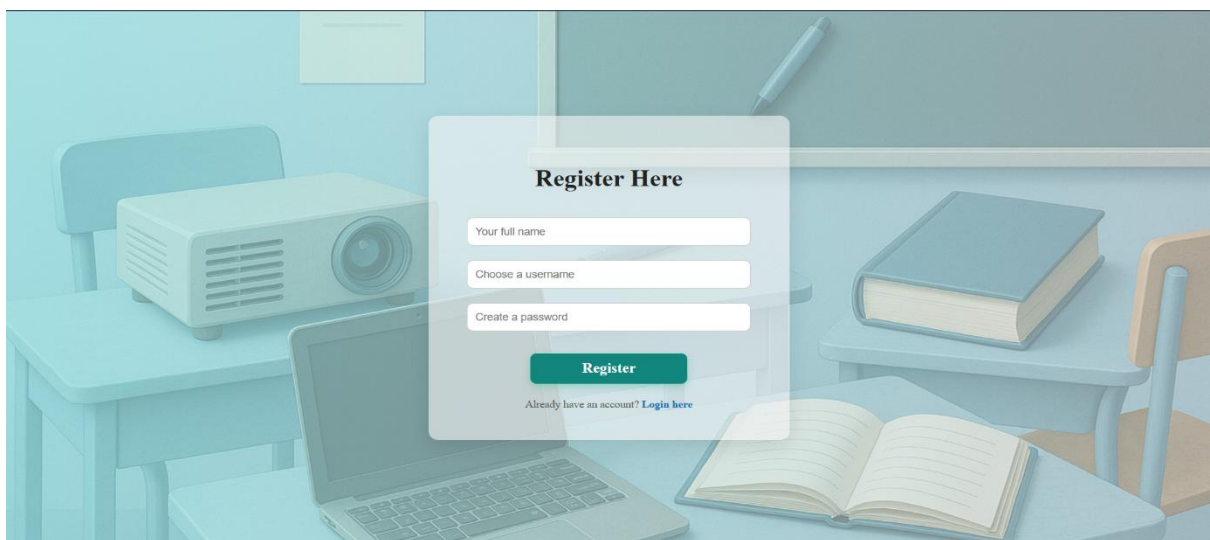 Register Here
Your full name
Choose a username
Create a password
Register
Already have an account? Login here